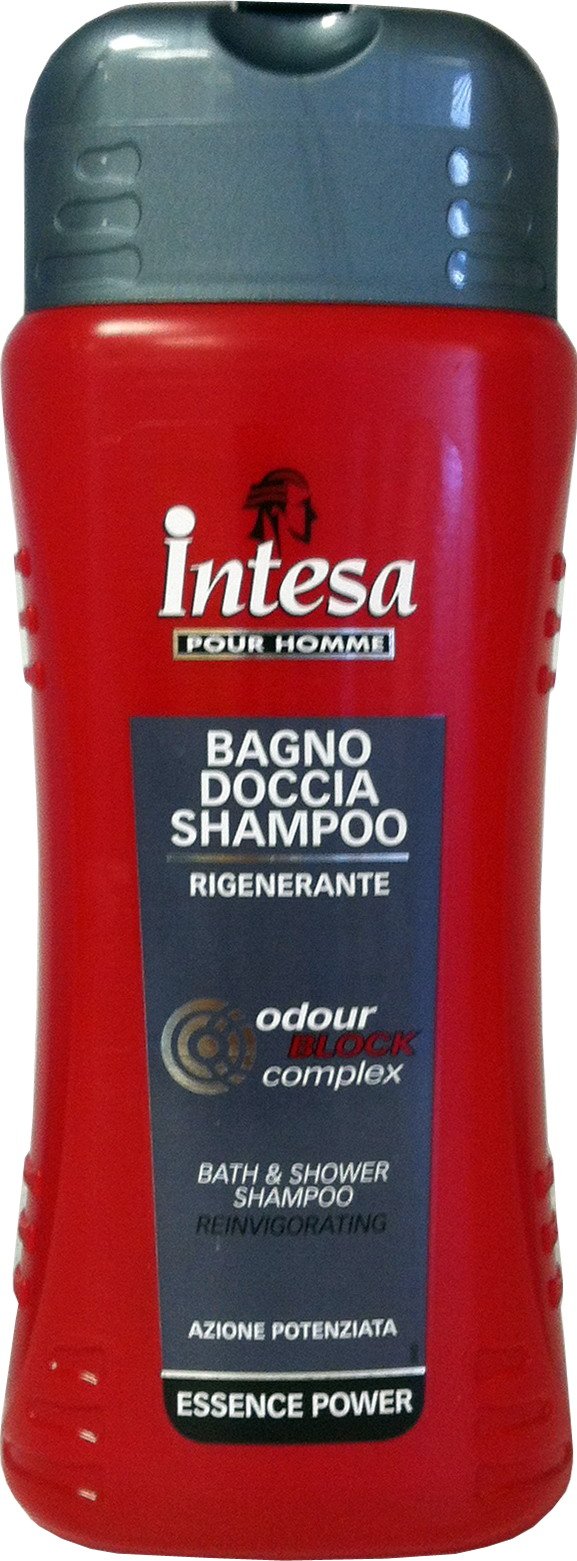 intesa
POUR HOMME
BAGNO
DOCCIA
SHAMPOO
RIGENERANTE
odour
BLOCK
complex
BATH & SHOWER
SHAMPOO
REINVIGORATING
AZIONE POTENZIATA
ESSENCE POWER